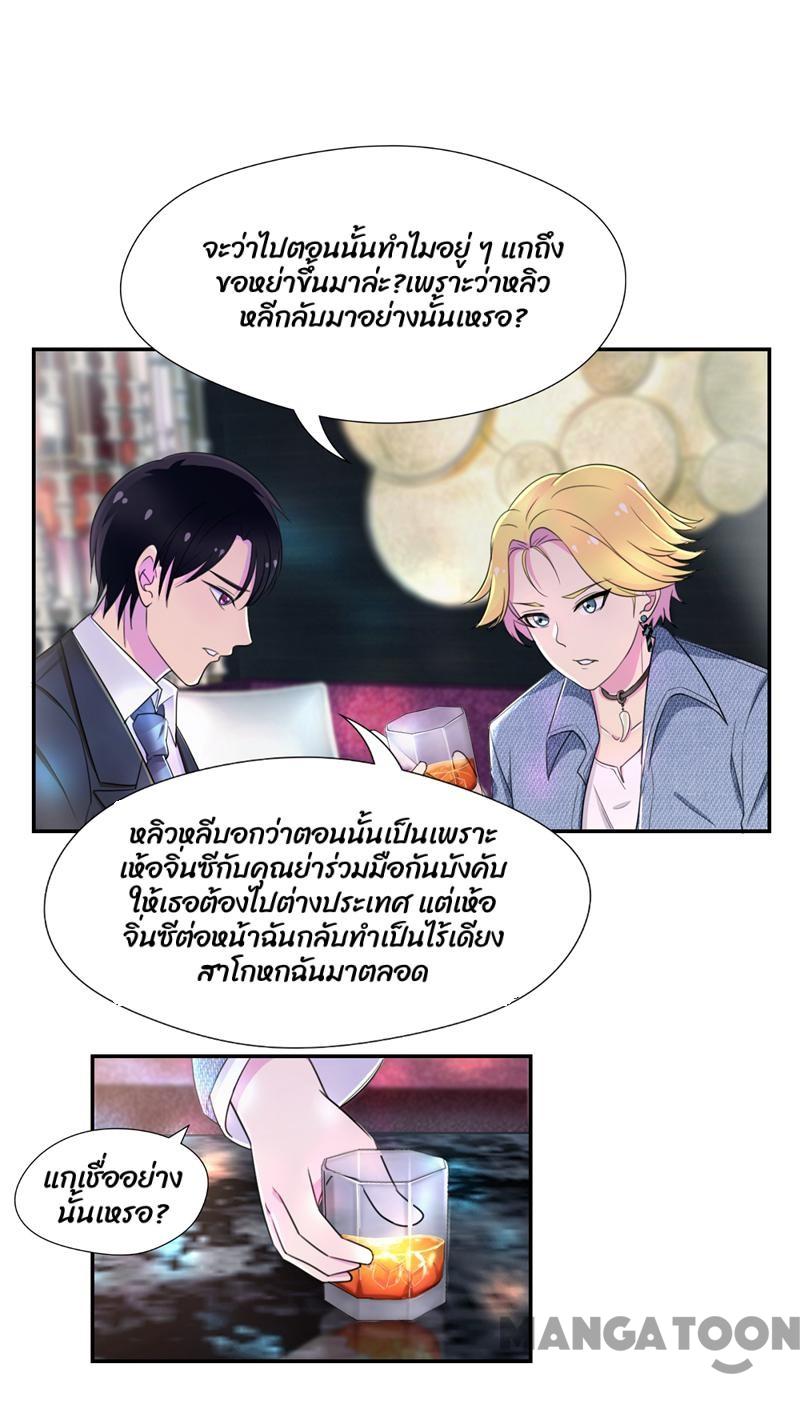 จะว่าไปตอนนั้นทำไมอยู่ ๆ แกถึง
ขอหย่าขึ้นมาล่ะ?เพราะว่าหลิว
หลีกลับมาอย่างนั้นเหรอ?
หลิวหลีบอกว่าตอนนั้นเป็นเพราะ
เห้อจิ่นซีกับคุณย่าร่วมมือกันบังคับ
ให้เธอต้องไปต่างประเทศ แต่เห้อ
จิ่นซีต่อหน้าฉันกลับทำเป็นไร้เดียง
สาโกหกฉันมาตลอด
แกเชื่ออย่าง
นั้นเหรอ?
MANGATOON